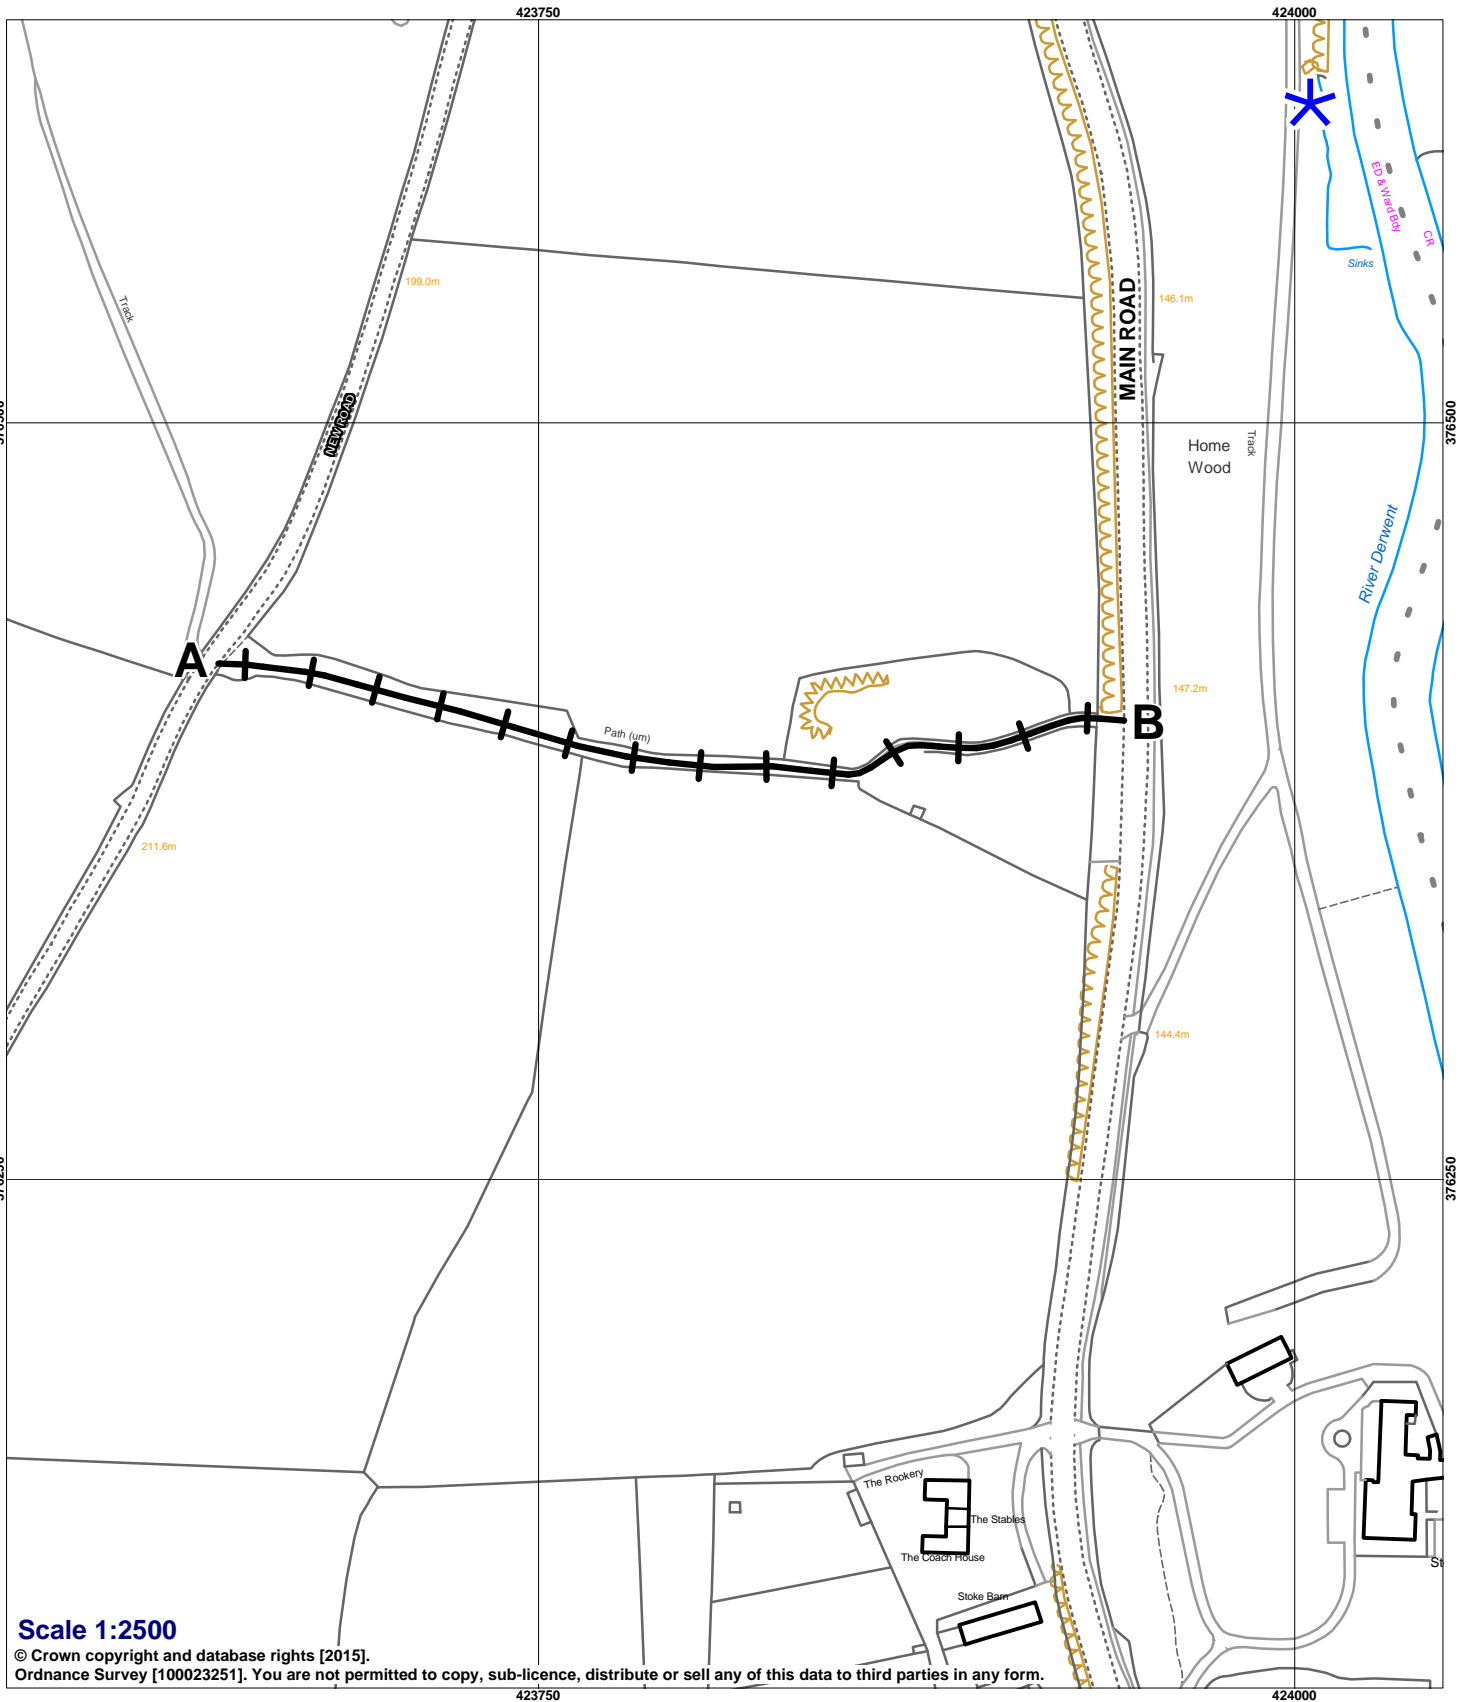 423750
424000
ED & Ward Bdy
CR
Sinks
199.0m
Track
146.1m
MAIN ROAD
NEW ROAD
376500
Home
Wood
Track
River Derwent
A
147.2m
B
Path (um)
211.6m
144.4m
376250
The Rookery
The Stables
The Coach House
Stoke Barn
Scale 1:2500
© Crown copyright and database rights [2015].
Ordnance Survey [100023251]. You are not permitted to copy, sub-licence, distribute or sell any of this data to third parties in any form.
423750
424000